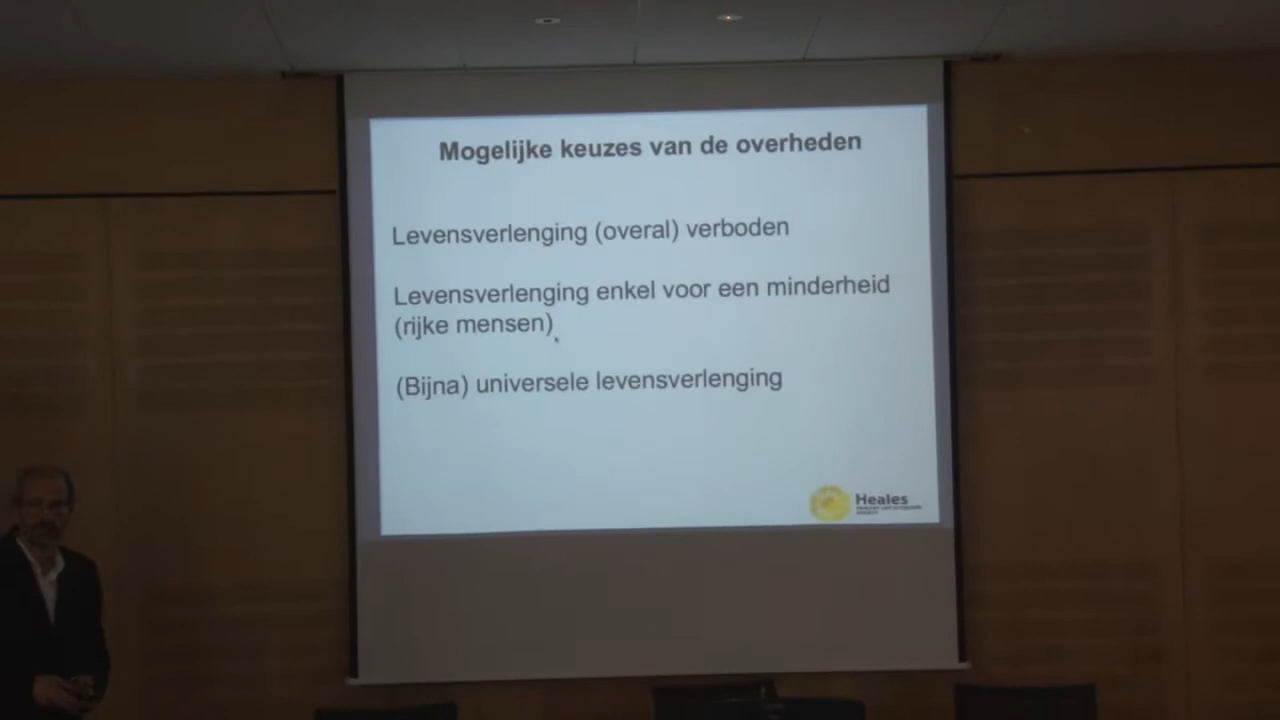 Mogelijke keuzes van de overheden
Levensverlenging (overal) verboden
Levensverlenging enkel voor een minderheid
(rijke mensen)
(Bijna) universele levensverlenging
Heales